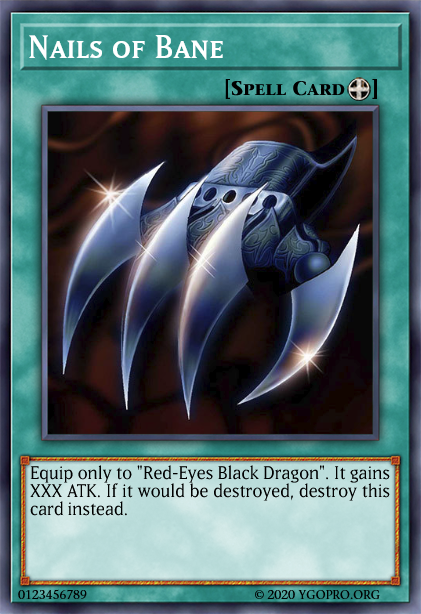 Nails of Bane
[Spell Card]
Equip only to "Red-Eyes Black Dragon". It gains
XXX ATK. If it would be destroyed, destroy this
card instead.
0123456789 © 2020 YGOPRO.ORG